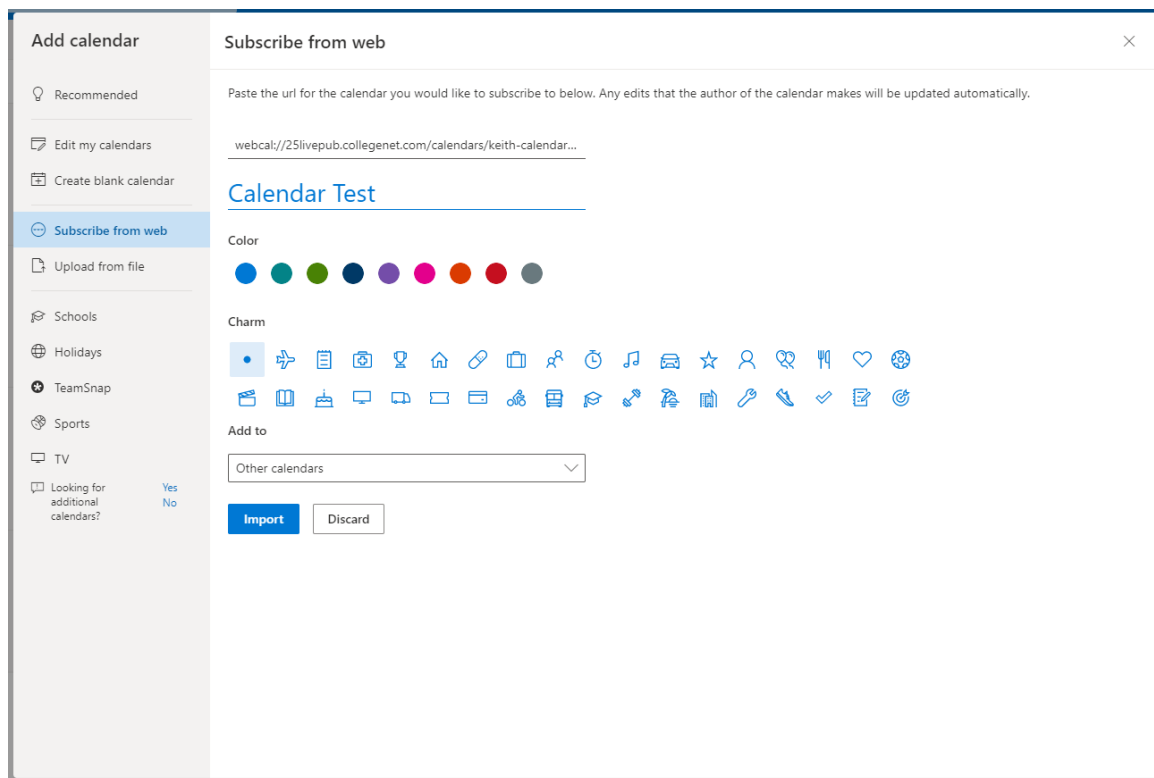 Add calendar
Recommended
Edit my calendars
Create blank calendar
Subscribe from web
Upload from file
Schools
Holidays
TeamSnap
Sports
TV
Looking for Yes
additional No
calendars?
Subscribe from web
Paste the url for the calendar you would like to subscribe to below. Any edits that the author of the calendar makes will be updated automatically.
webcal://25livepub.collegenet.com/calendars/keith-calendar...
Calendar Test
Color
Charm
Add to
Other calendars
Import Discard